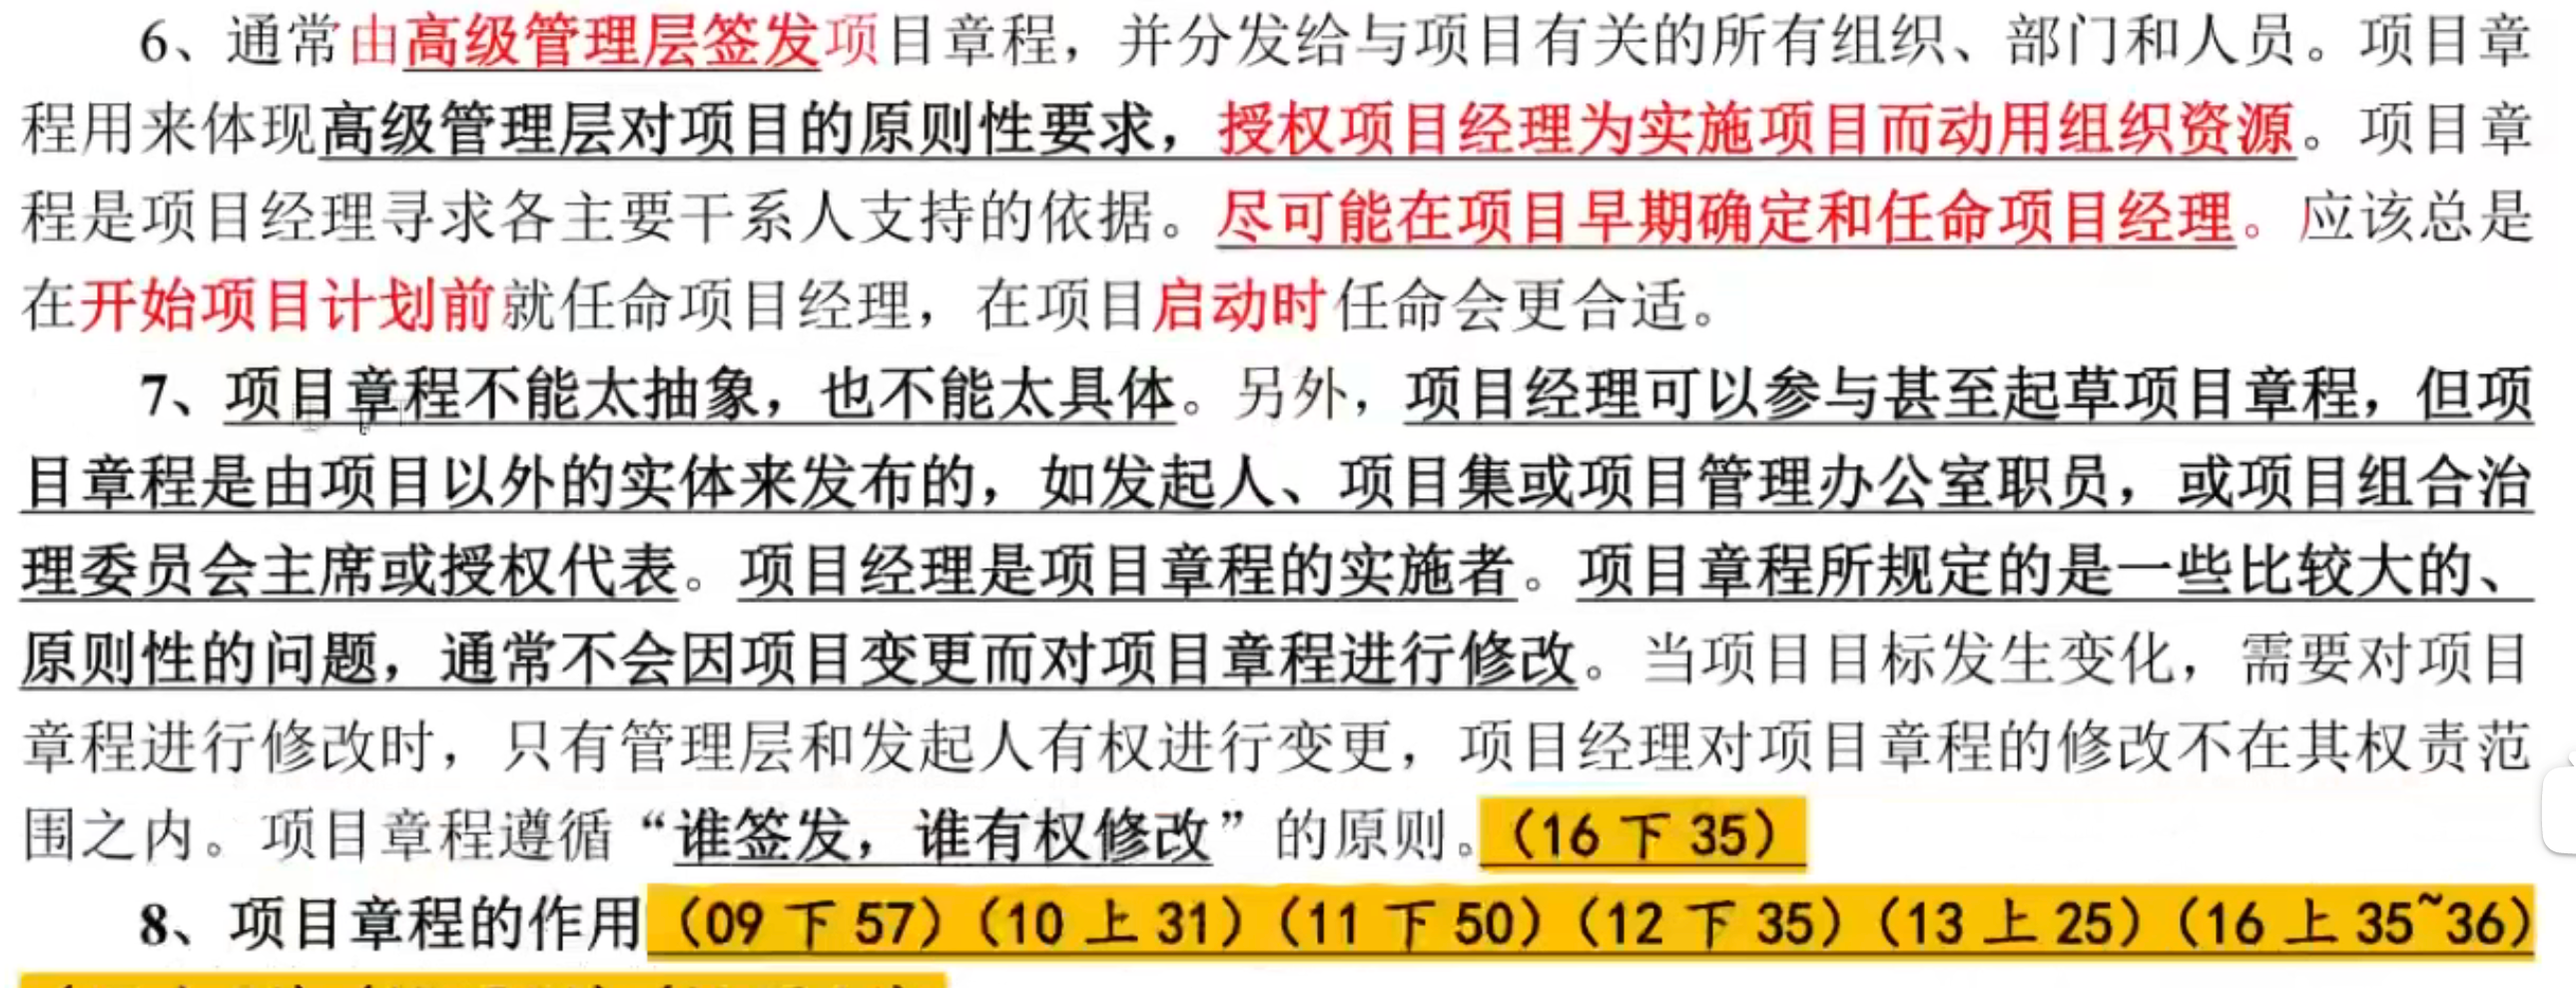 6、通常由高级管理层签发项目章程，并分发给与项目有关的所有组织、部门和人员。项目章
程用来体现高级管理层对项目的原则性要求，授权项目经理为实施项目而动用组织资源。项目章
程是项目经理寻求各主要干系人支持的依据。尽可能在项目早期确定和任命项目经理。应该总是
在开始项目计划前就任命项目经理，在项目启动时任命会更合适。
7、项目章程不能太抽象，也不能太具体。另外，项目经理可以参与甚至起草项目章程，但项
目章程是由项目以外的实体来发布的，如发起人、项目集或项目管理办公室职员，或项目组合治
理委员会主席或授权代表。项目经理是项目章程的实施者。项目章程所规定的是一些比较大的、
原则性的问题，通常不会因项目变更而对项目章程进行修改。当项目目标发生变化，需要对项目
章程进行修改时，只有管理层和发起人有权进行变更，项目经理对项目章程的修改不在其权责范
围之内。项目章程遵循“谁签发，谁有权修改”的原则。（16 下 35）
8、项目章程的作用（09 下 57）（10 上 31）（11 下 50）（12 下 35）（13 上 25）（16 上 35~36）